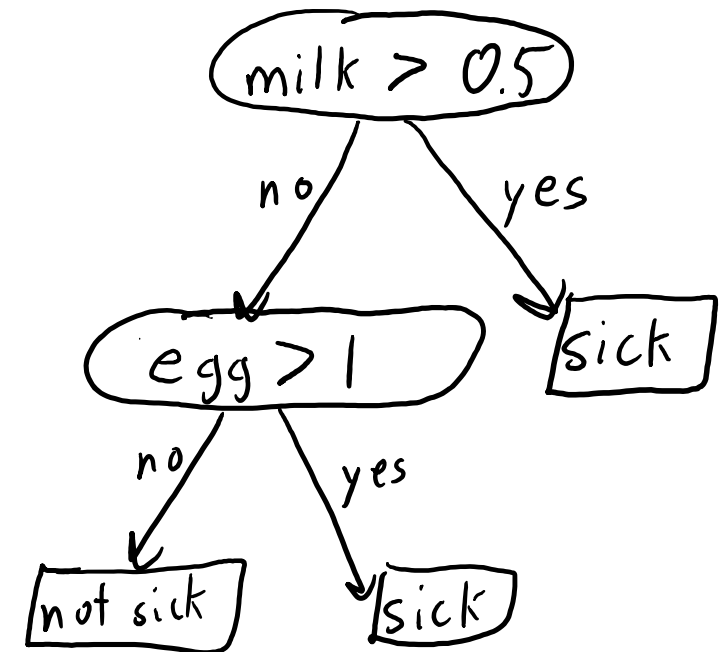 milk > 0.5
no
yes
egg > 1
sick
no
yes
not sick
sick